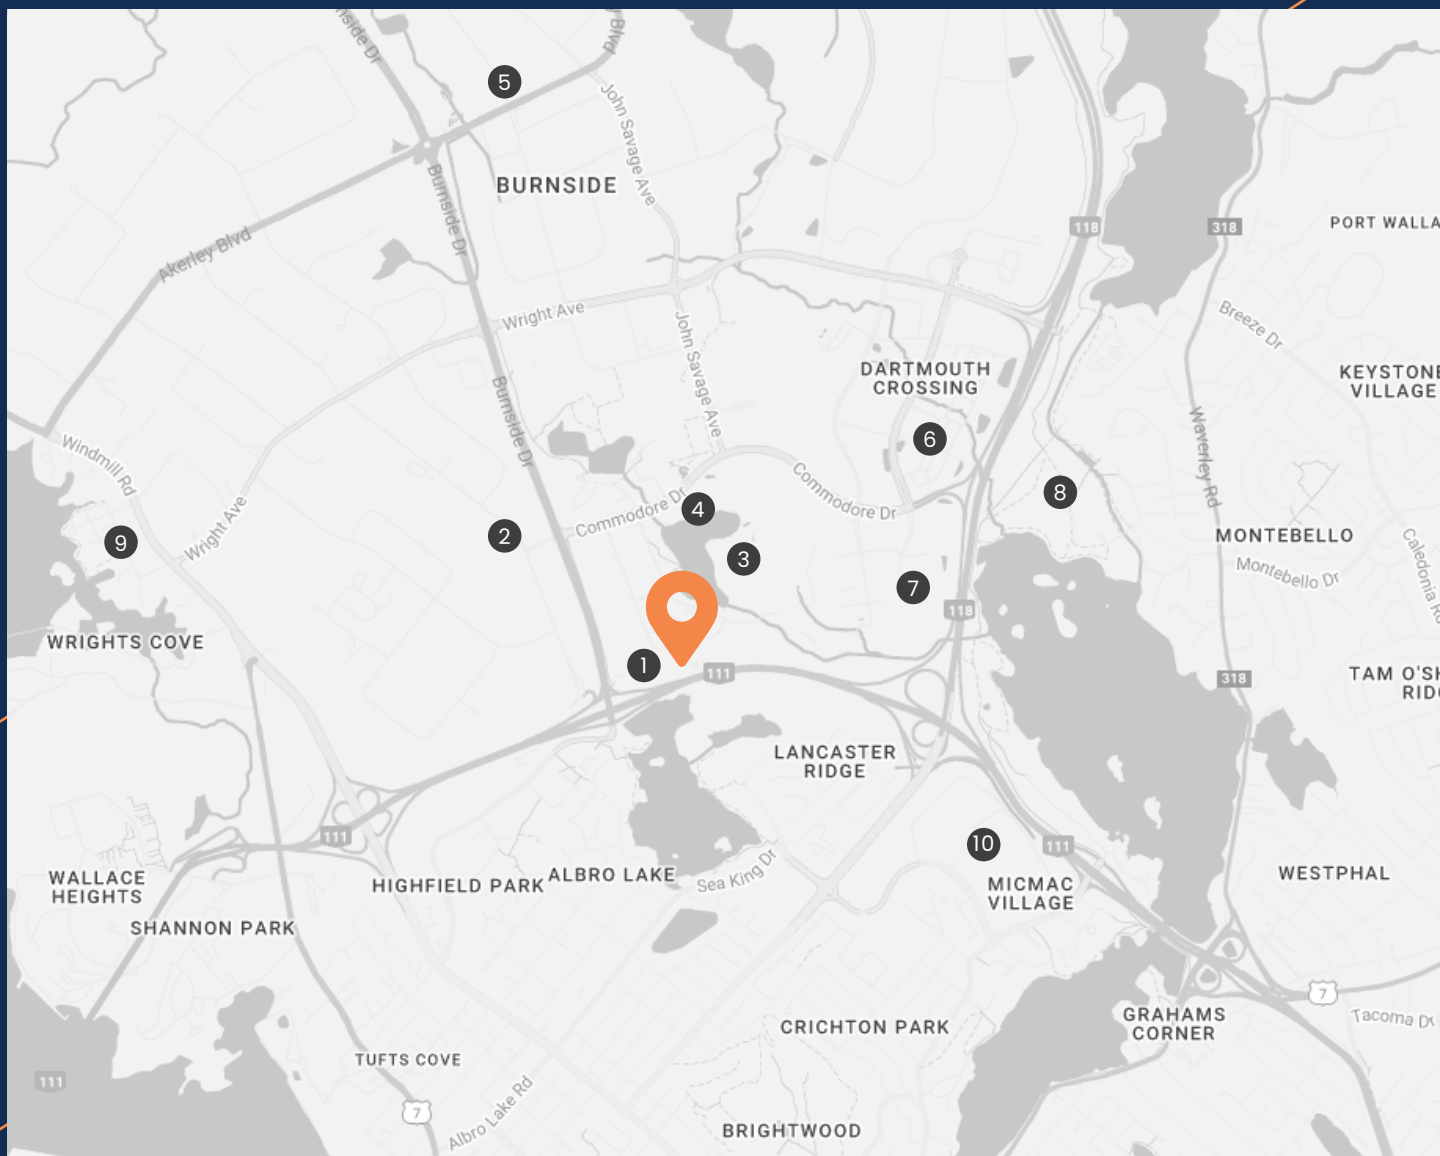 nside Dr
Blvd
5
John Savage Ave
BURNSIDE
Burnside Dr
118
318
PORT WALLA
Akerley Blvd
Wright Ave
Breeze Dr
John Savage Ave
DARTMOUTH
CROSSING
KEYSTONE
VILLAGE
Burnside Dr
6
Windmill Rd
Waverley Rd
Commodore Dr
8
Wright Ave
Commodore Dr
4
9
2
MONTEBELLO
3
Montebello Dr
Caledonia Rd
7
118
WRIGHTS COVE
1
111
318
TAM O'SH
RIDG
LANCASTER
RIDGE
111
10
111
WALLACE
HEIGHTS
HIGHFIELD PARK
ALBRO LAKE
Sea King Dr
MICMAC
VILLAGE
WESTPHAL
SHANNON PARK
7
CRICHTON PARK
GRAHAMS
CORNER
Tacoma Dr
TUFTS COVE
111
7
Albro Lake Rd
BRIGHTWOOD